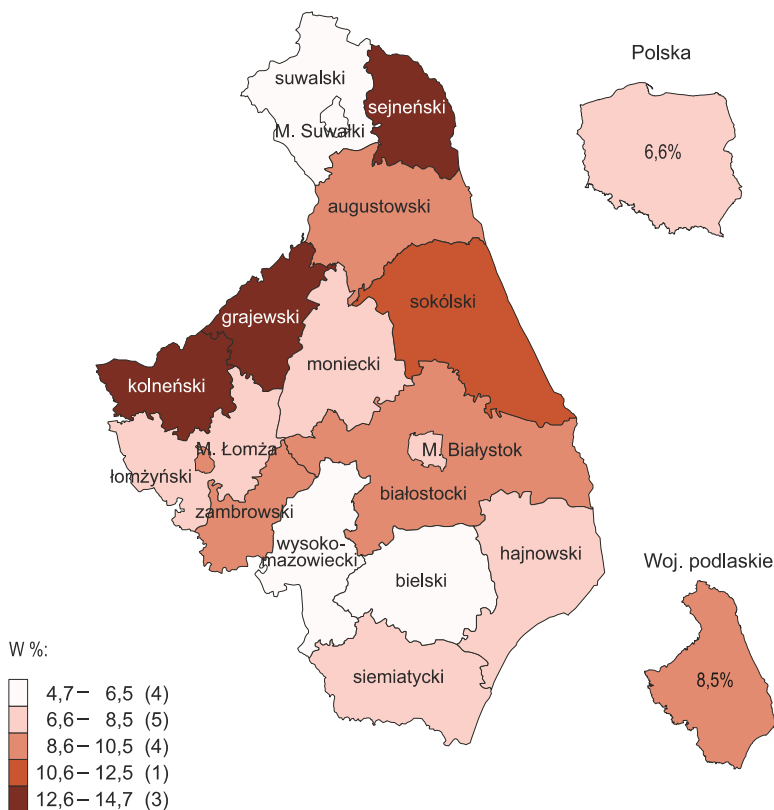 Polska
suwalski
sejneński
M. Suwałki
6,6%
augustowski
sokólski
grajewski
moniecki
kolneński
M. Łomża
M. Białystok
łomżyński
białostocki
zambrowski
wysoko-
mazowiecki
hajnowski
bielski
Woj. podlaskie
siemiatycki
8,5%
W %:
4,7 – 6,5 (4)
6,6 – 8,5 (5)
8,6 – 10,5 (4)
10,6 – 12,5 (1)
12,6 – 14,7 (3)